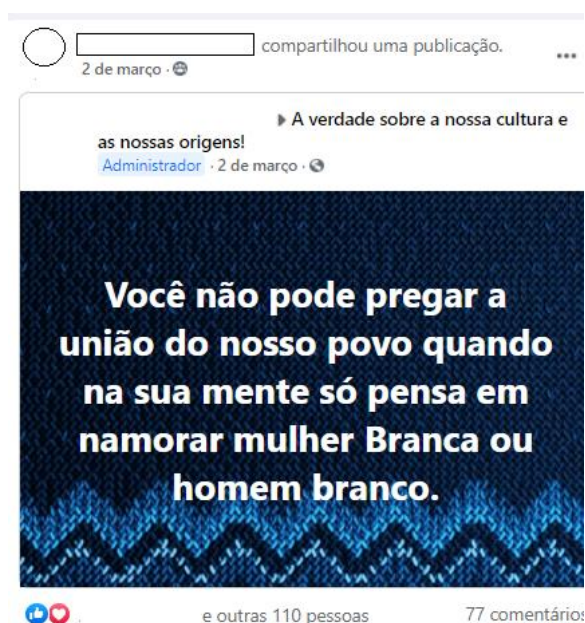 compartilhou uma publicação.
2 de março ·
A verdade sobre a nossa cultura e
as nossas origens!
Administrador · 2 de março ·
Você não pode pregar a
união do nosso povo quando
na sua mente só pensa em
namorar mulher Branca ou
homem branco.
e outras 110 pessoas 77 comentários